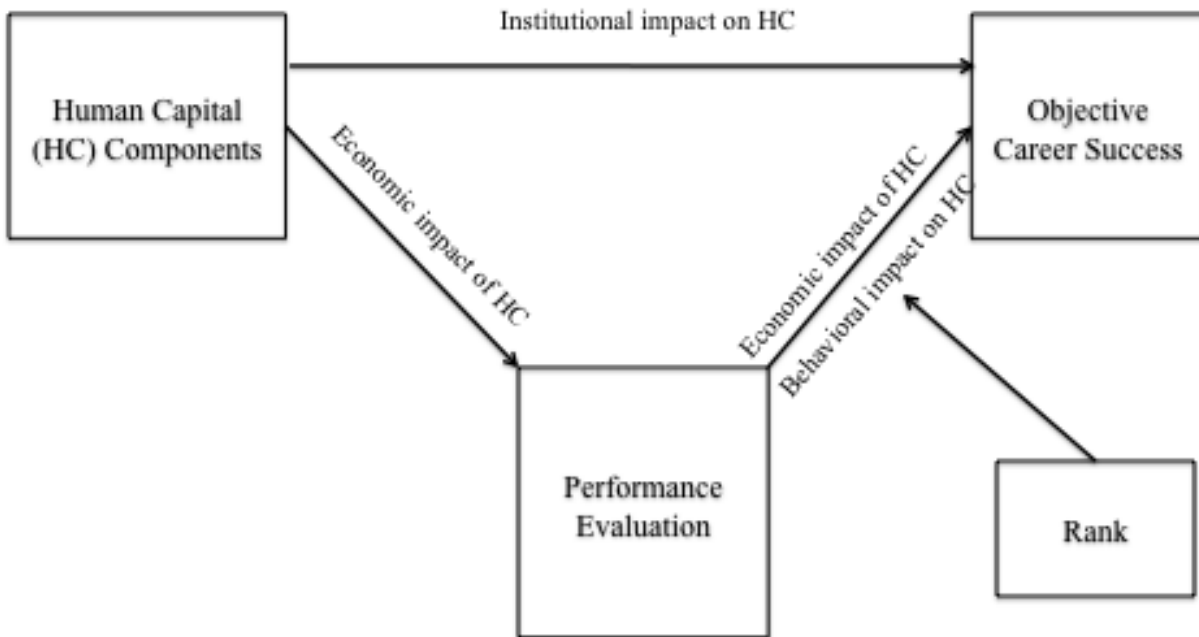 Institutional impact on HC
Human Capital
(HC) Components
Objective
Career Success
Economic impact of HC
Economic impact of HC
Behavioral impact on HC
Performance
Evaluation
Rank